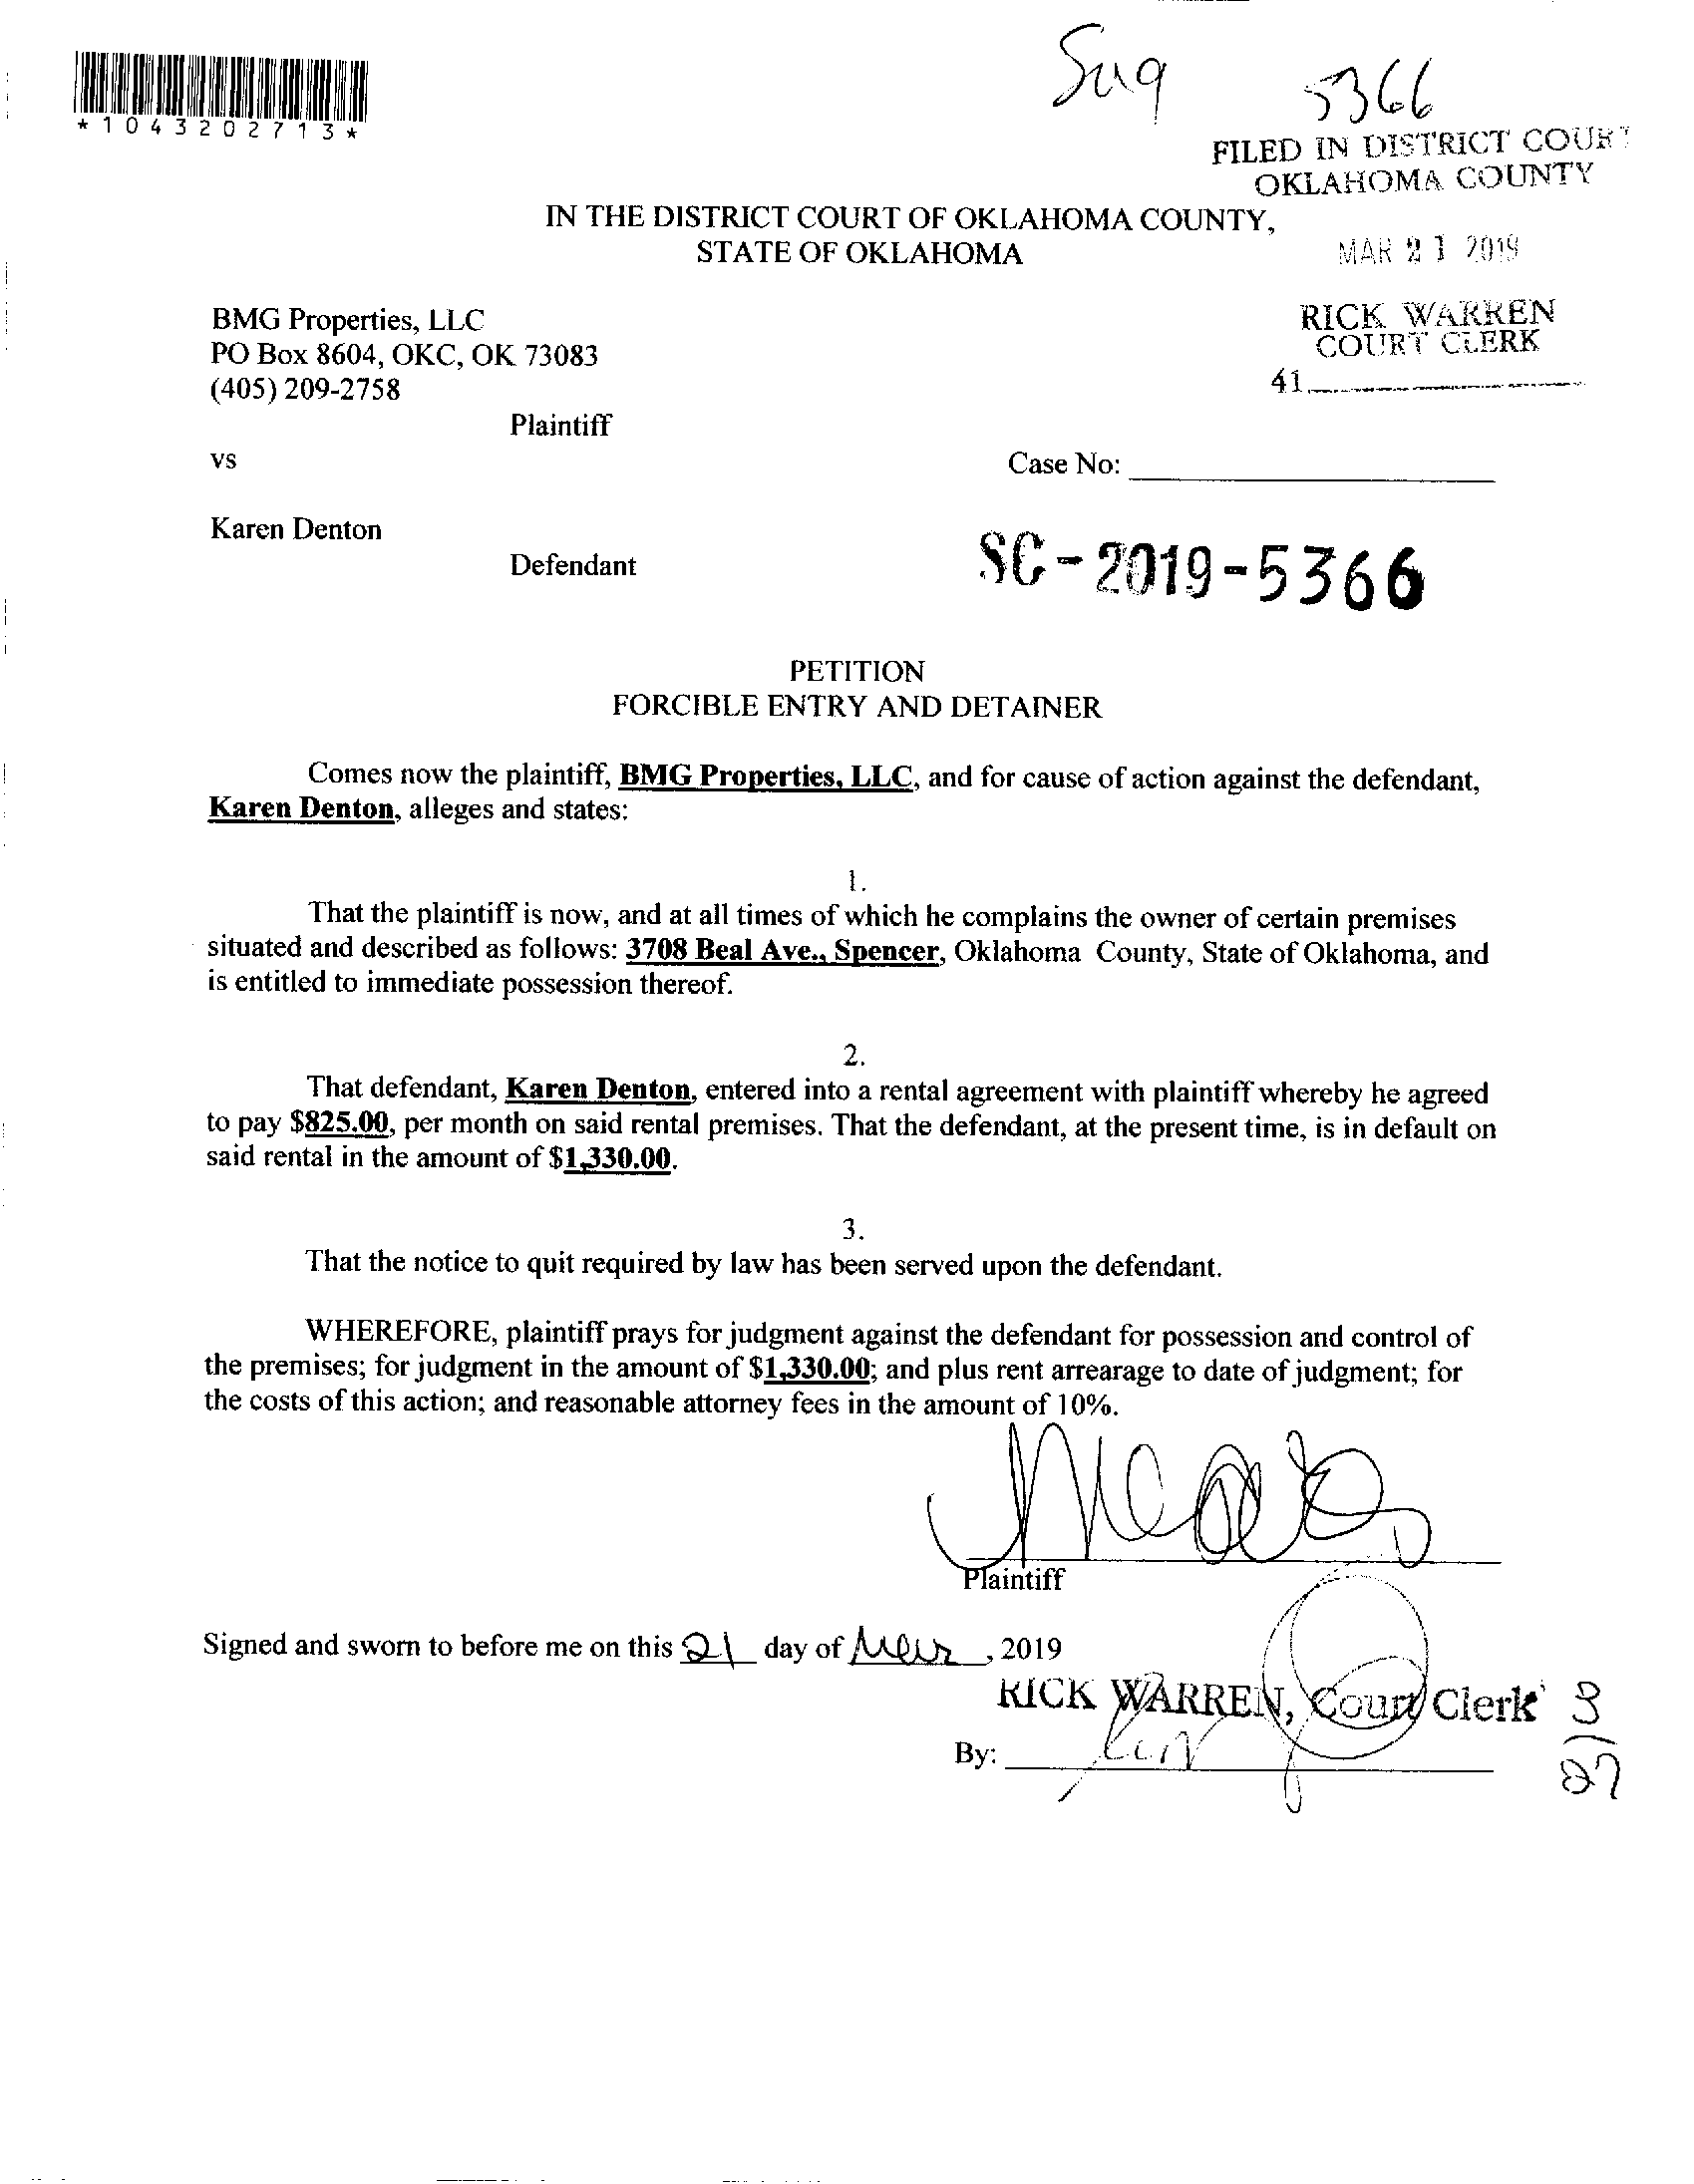 *1043202713*
5366
FILED IN DISTRICT COURT
OKLAHOMA COUNTY
IN THE DISTRICT COURT OF OKLAHOMA COUNTY,
STATE OF OKLAHOMA
MAR 21 2019
BMG Properties, LLC
RICK WARREN
PO Box 8604, OKC, OK 73083
COURT CLERK
(405) 209-2758
41
Plaintiff
vs
Case No:
Karen Denton
Defendant
SC-2019-5366
PETITION
FORCIBLE ENTRY AND DETAINER
Comes now the plaintiff, BMG Properties, LLC, and for cause of action against the defendant,
Karen Denton, alleges and states:
1.
That the plaintiff is now, and at all times of which he complains the owner of certain premises
situated and described as follows: 3708 Beal Ave., Spencer, Oklahoma County, State of Oklahoma, and
is entitled to immediate possession thereof.
2.
That defendant, Karen Denton, entered into a rental agreement with plaintiff whereby he agreed
to pay $825.00, per month on said rental premises. That the defendant, at the present time, is in default on
said rental in the amount of $1,330.00.
3.
That the notice to quit required by law has been served upon the defendant.
WHEREFORE, plaintiff prays for judgment against the defendant for possession and control of
the premises; for judgment in the amount of $1,330.00; and plus rent arrearage to date of judgment; for
the costs of this action; and reasonable attorney fees in the amount of 10%.
Plaintiff
Signed and sworn to before me on this 21 day of Mar, 2019
RICK WARREN, Court Clerk
By: